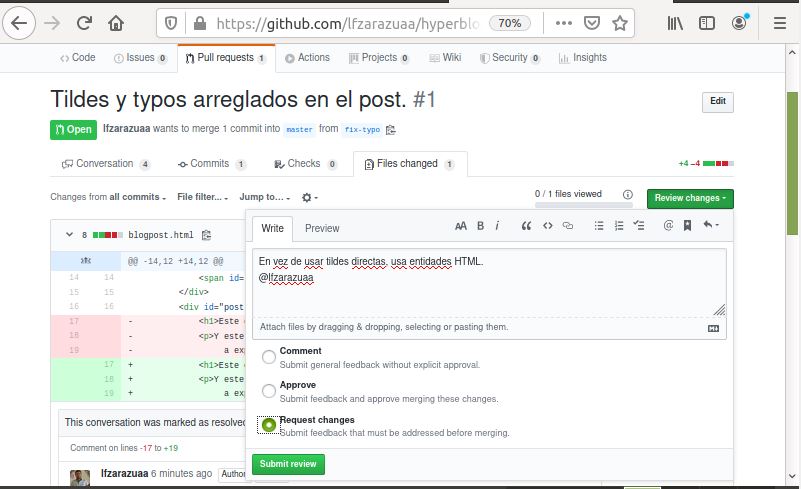 https://github.com/lfzarazuaa/hyperblo
70%
Code
Issues 0
Pull requests 1
Actions
Projects 0
Wiki
Security 0
Insights
Tildes y typos arreglados en el post. #1
Edit
Open
lfzarazuaa wants to merge 1 commit into master from fix-typo
Conversation 4
Commits 1
Checks 0
Files changed 1
+4 −4
Changes from all commits
File filter...
Jump to...
0 / 1 files viewed
Review changes
8 blogpost.html
@@ -14,12 +14,12 @@
14 14 <span id=
15 15 </div>
16 16 <div id="post
17 - <h1>Este
18 - <p>Y este
19 - a exp
17 + <h1>Este
18 + <p>Y este
19 + a exp
This conversation was marked as resolved
Comment on lines -17 to +19
lfzarazuaa 6 minutes ago Autho
Write
Preview
AA B i
En vez de usar tildes directas, usa entidades HTML.
@lfzarazuaa
Attach files by dragging & dropping, selecting or pasting them.
Comment
Submit general feedback without explicit approval.
Approve
Submit feedback and approve merging these changes.
Request changes
Submit feedback that must be addressed before merging.
Submit review